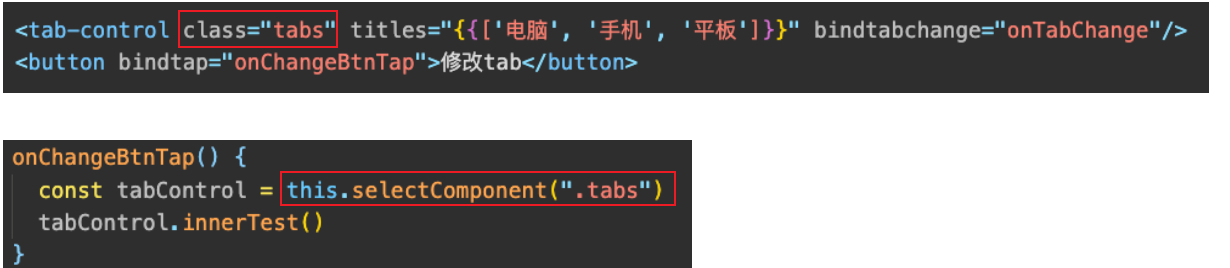 <tab-control class="tabs" titles="{{['电脑', '手机', '平板']}}" bindtabchange="onTabChange"/>
<button bindtap="onChangeBtnTap">修改tab</button>
onChangeBtnTap() {
const tabControl = this.selectComponent(".tabs")
tabControl.innerTest()
}